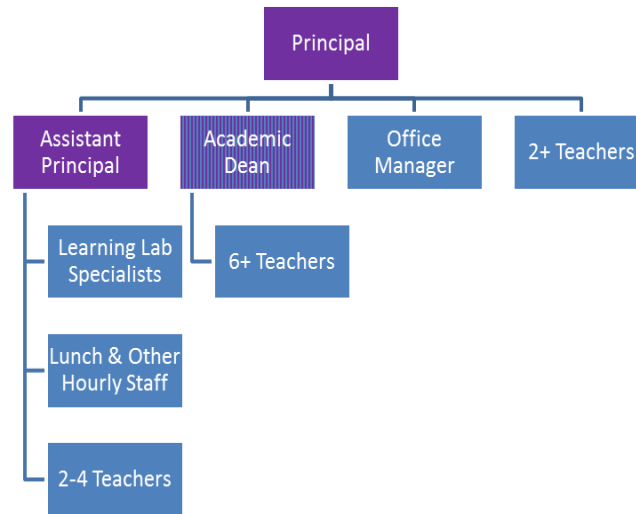 Principal
Assistant
Principal
Academic
Dean
Office
Manager
2+ Teachers
Learning Lab
Specialists
6+ Teachers
Lunch & Other
Hourly Staff
2-4 Teachers